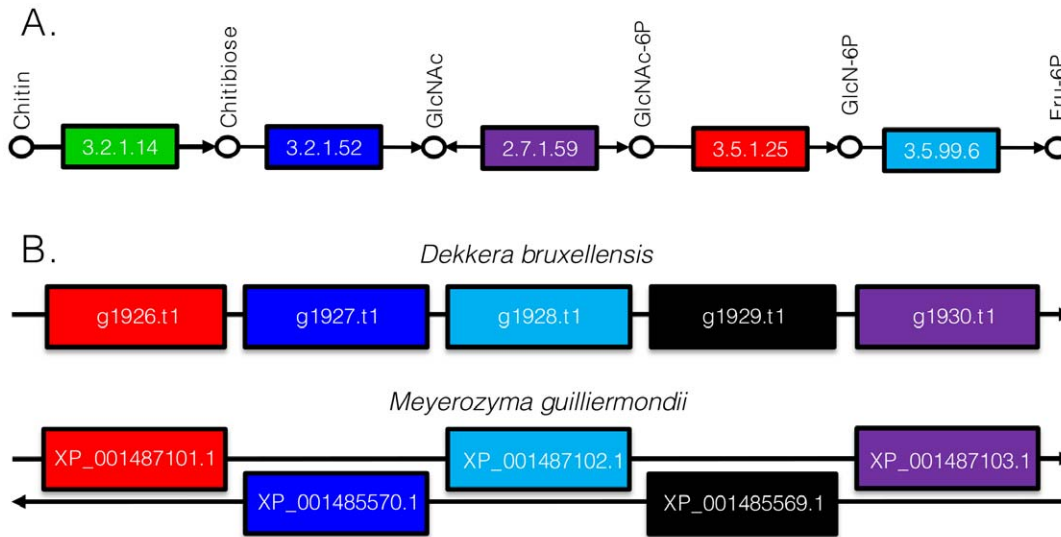 A.
Chitin
Chitibiose
GlcNAc
GlcNAc-6P
GlcN-6P
Fru-6P
3.2.1.14
3.2.1.52
2.7.1.59
3.5.1.25
3.5.99.6
B.
Dekkera bruxellensis
g1926.t1
g1927.t1
g1928.t1
g1929.t1
g1930.t1
Meyerozyma guilliermondii
XP_001487101.1
XP_001487102.1
XP_001487103.1
XP_001485570.1
XP_001485569.1